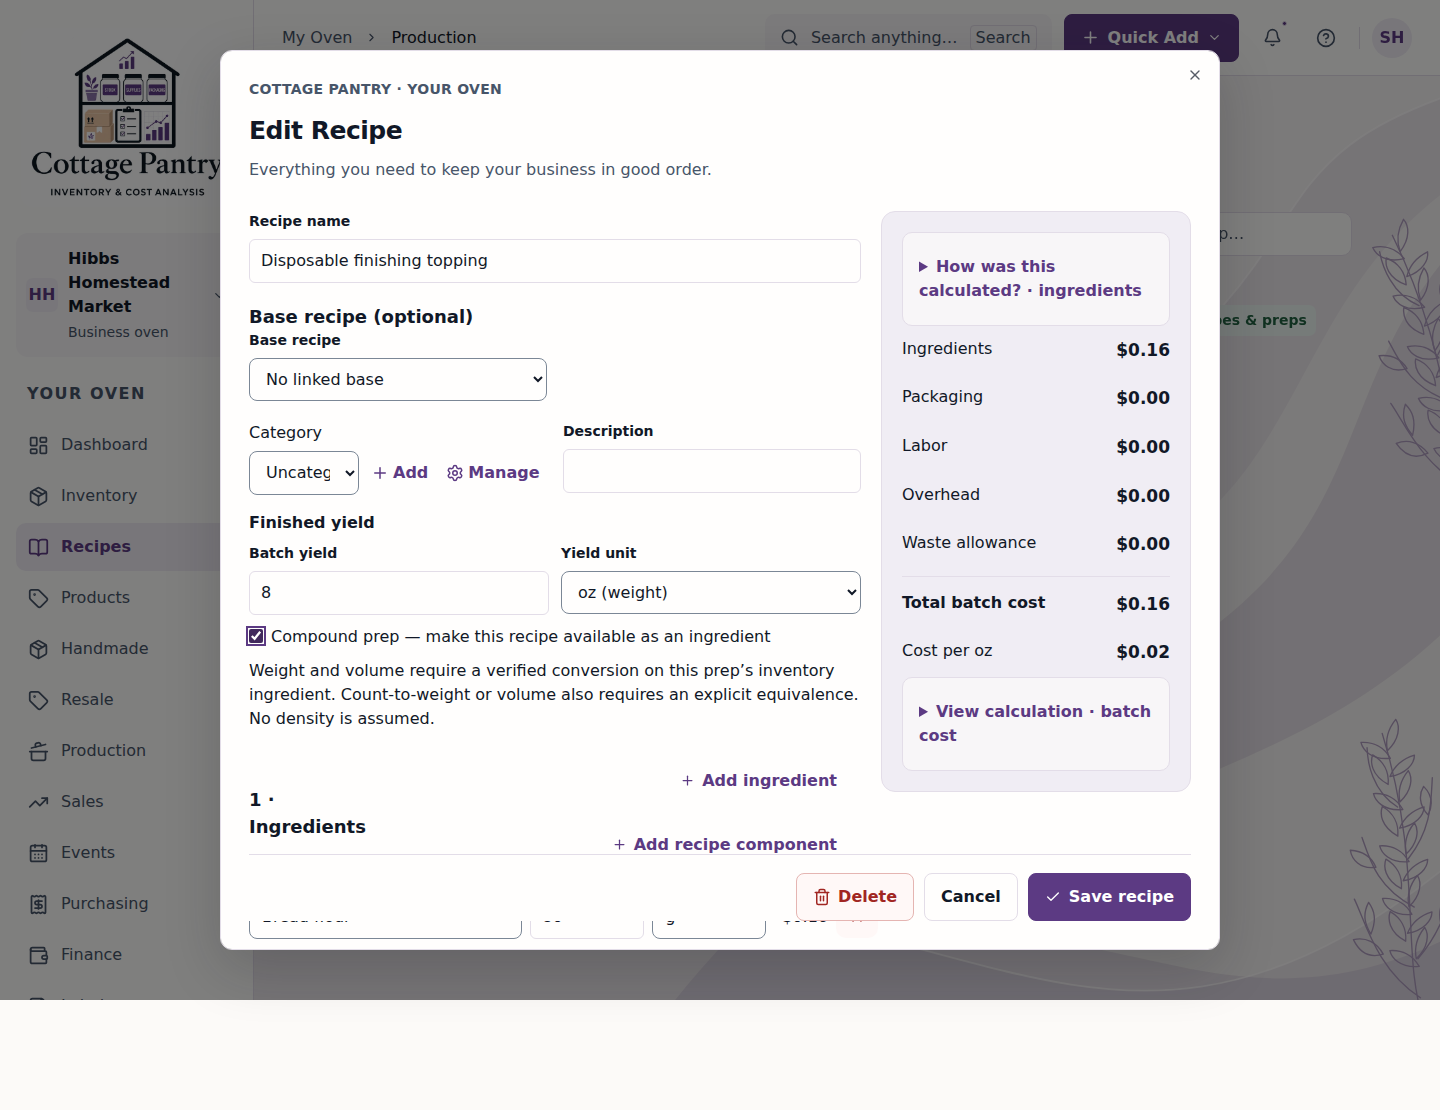 Cottage Pantry
INVENTORY & COST ANALYSIS
HH
Hibbs
Homestead
Market
Business oven
YOUR OVEN
Dashboard
Inventory
Recipes
Products
Handmade
Resale
Production
Sales
Events
Purchasing
Finance
My Oven > Production
Search anything... Search
+ Quick Add
SH
COTTAGE PANTRY · YOUR OVEN
×
Edit Recipe
Everything you need to keep your business in good order.
Recipe name
Disposable finishing topping
Base recipe (optional)
Base recipe
No linked base
Category
Uncateg
+ Add
Manage
Description
Finished yield
Batch yield
Yield unit
8
oz (weight)
Compound prep — make this recipe available as an ingredient
Weight and volume require a verified conversion on this prep’s inventory
ingredient. Count-to-weight or volume also requires an explicit equivalence.
No density is assumed.
+ Add ingredient
1 ·
Ingredients
+ Add recipe component
How was this
calculated? · ingredients
Ingredients $0.16
Packaging $0.00
Labor $0.00
Overhead $0.00
Waste allowance $0.00
Total batch cost $0.16
Cost per oz $0.02
View calculation · batch
cost
Delete
Cancel
Save recipe
p...
es & preps